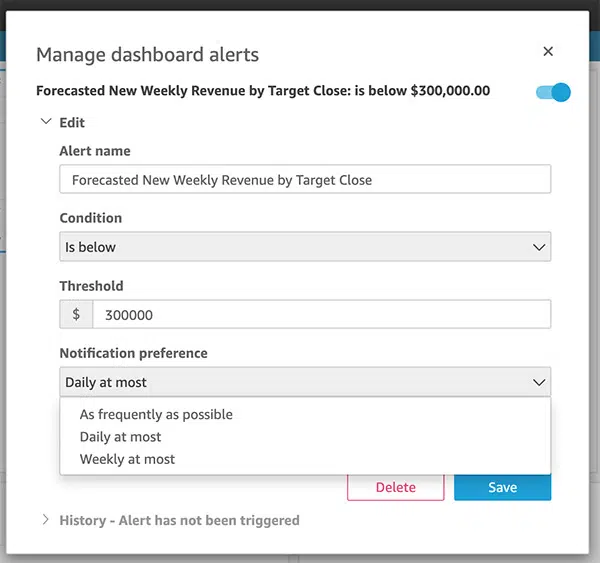 Manage dashboard alerts
Forecasted New Weekly Revenue by Target Close: is below $300,000.00
Edit
Alert name
Forecasted New Weekly Revenue by Target Close
Condition
Is below
Threshold
$ 300000
Notification preference
Daily at most
As frequently as possible
Daily at most
Weekly at most
Delete Save
History - Alert has not been triggered